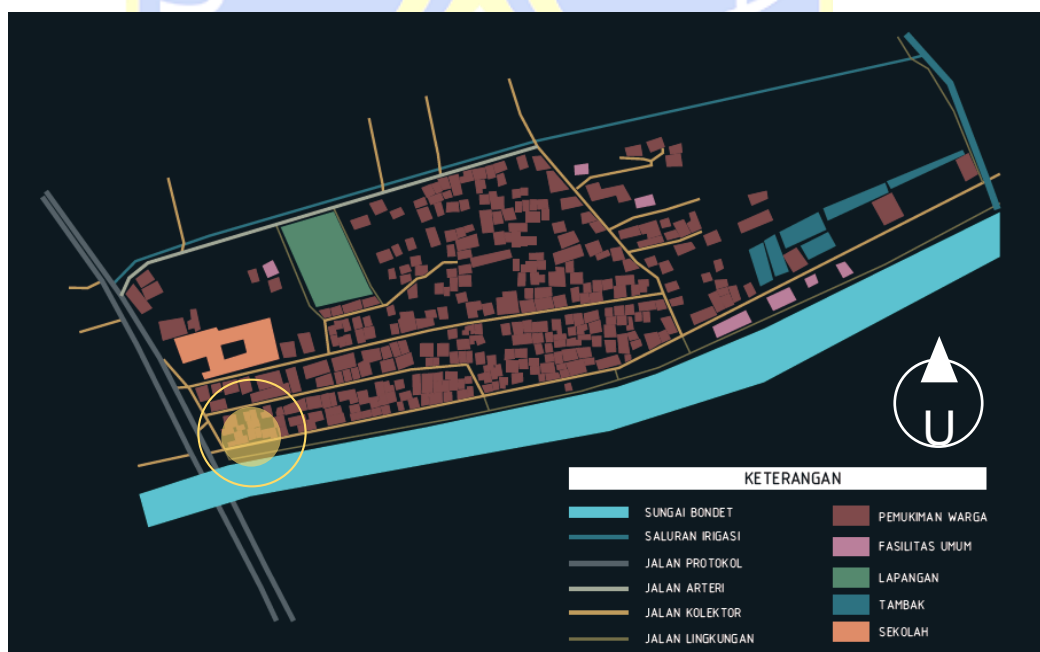 U
KETERANGAN
SUNGAI BONDET
SALURAN IRIGASI
JALAN PROTOKOL
JALAN ARTERI
JALAN KOLEKTOR
JALAN LINGKUNGAN
PEMUKIMAN WARGA
FASILITAS UMUM
LAPANGAN
TAMBAK
SEKOLAH